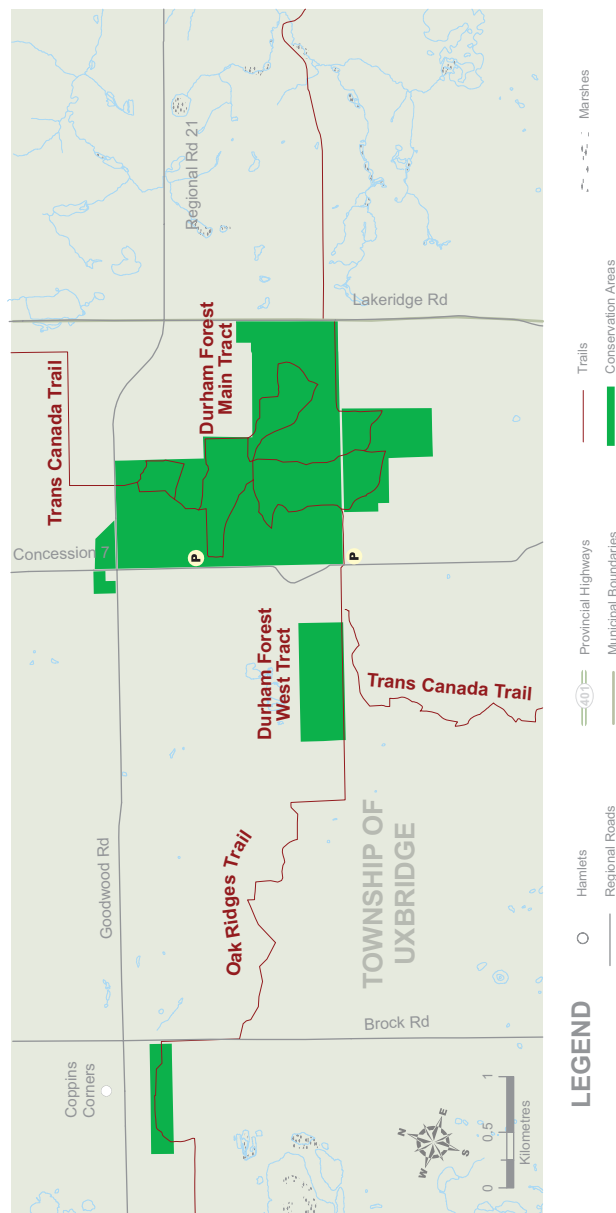 Regional Rd 21
Lakeridge Rd
Trans Canada Trail
Durham Forest
Main Tract
Concession 7
P
P
Durham Forest
West Tract
Trans Canada Trail
Goodwood Rd
Oak Ridges Trail
TOWNSHIP OF
UXBRIDGE
Brock Rd
Coppins
Corners
N
E
S
W
0
0.5
1
Kilometres
LEGEND
Hamlets
Regional Roads
401
Provincial Highways
Municipal Boundaries
Trails
Conservation Areas
Marshes